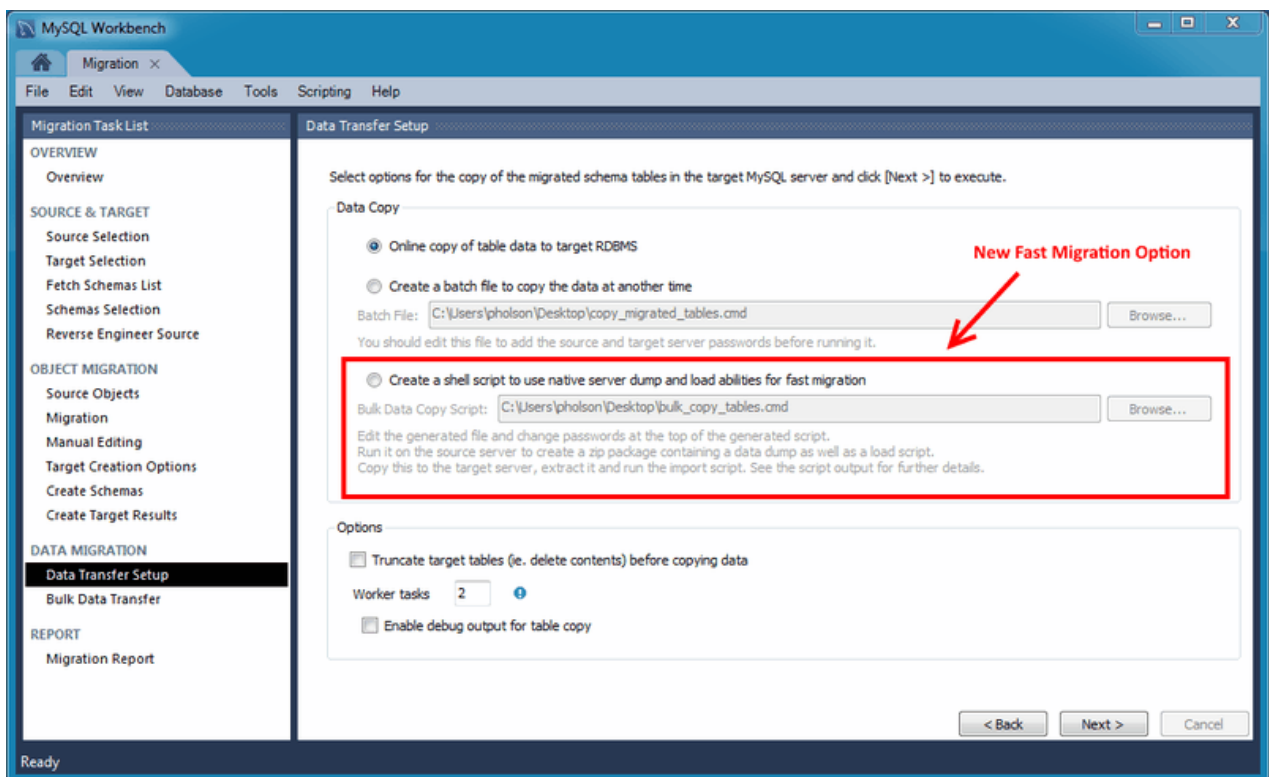 MySQL Workbench
Migration
File Edit View Database Tools Scripting Help
Migration Task List
OVERVIEW
Overview
SOURCE & TARGET
Source Selection
Target Selection
Fetch Schemas List
Schemas Selection
Reverse Engineer Source
OBJECT MIGRATION
Source Objects
Migration
Manual Editing
Target Creation Options
Create Schemas
Create Target Results
DATA MIGRATION
Data Transfer Setup
Bulk Data Transfer
REPORT
Migration Report
Data Transfer Setup
Select options for the copy of the migrated schema tables in the target MySQL server and click [Next >] to execute.
Data Copy
Online copy of table data to target RDBMS
New Fast Migration Option
Create a batch file to copy the data at another time
Batch File: C:\Users\pholson\Desktop\copy_migrated_tables.cmd Browse...
You should edit this file to add the source and target server passwords before running it.
Create a shell script to use native server dump and load abilities for fast migration
Bulk Data Copy Script: C:\Users\pholson\Desktop\bulk_copy_tables.cmd Browse...
Edit the generated file and change passwords at the top of the generated script.
Run it on the source server to create a zip package containing a data dump as well as a load script.
Copy this to the target server, extract it and run the import script. See the script output for further details.
Options
Truncate target tables (ie. delete contents) before copying data
Worker tasks 2
Enable debug output for table copy
< Back Next > Cancel
Ready